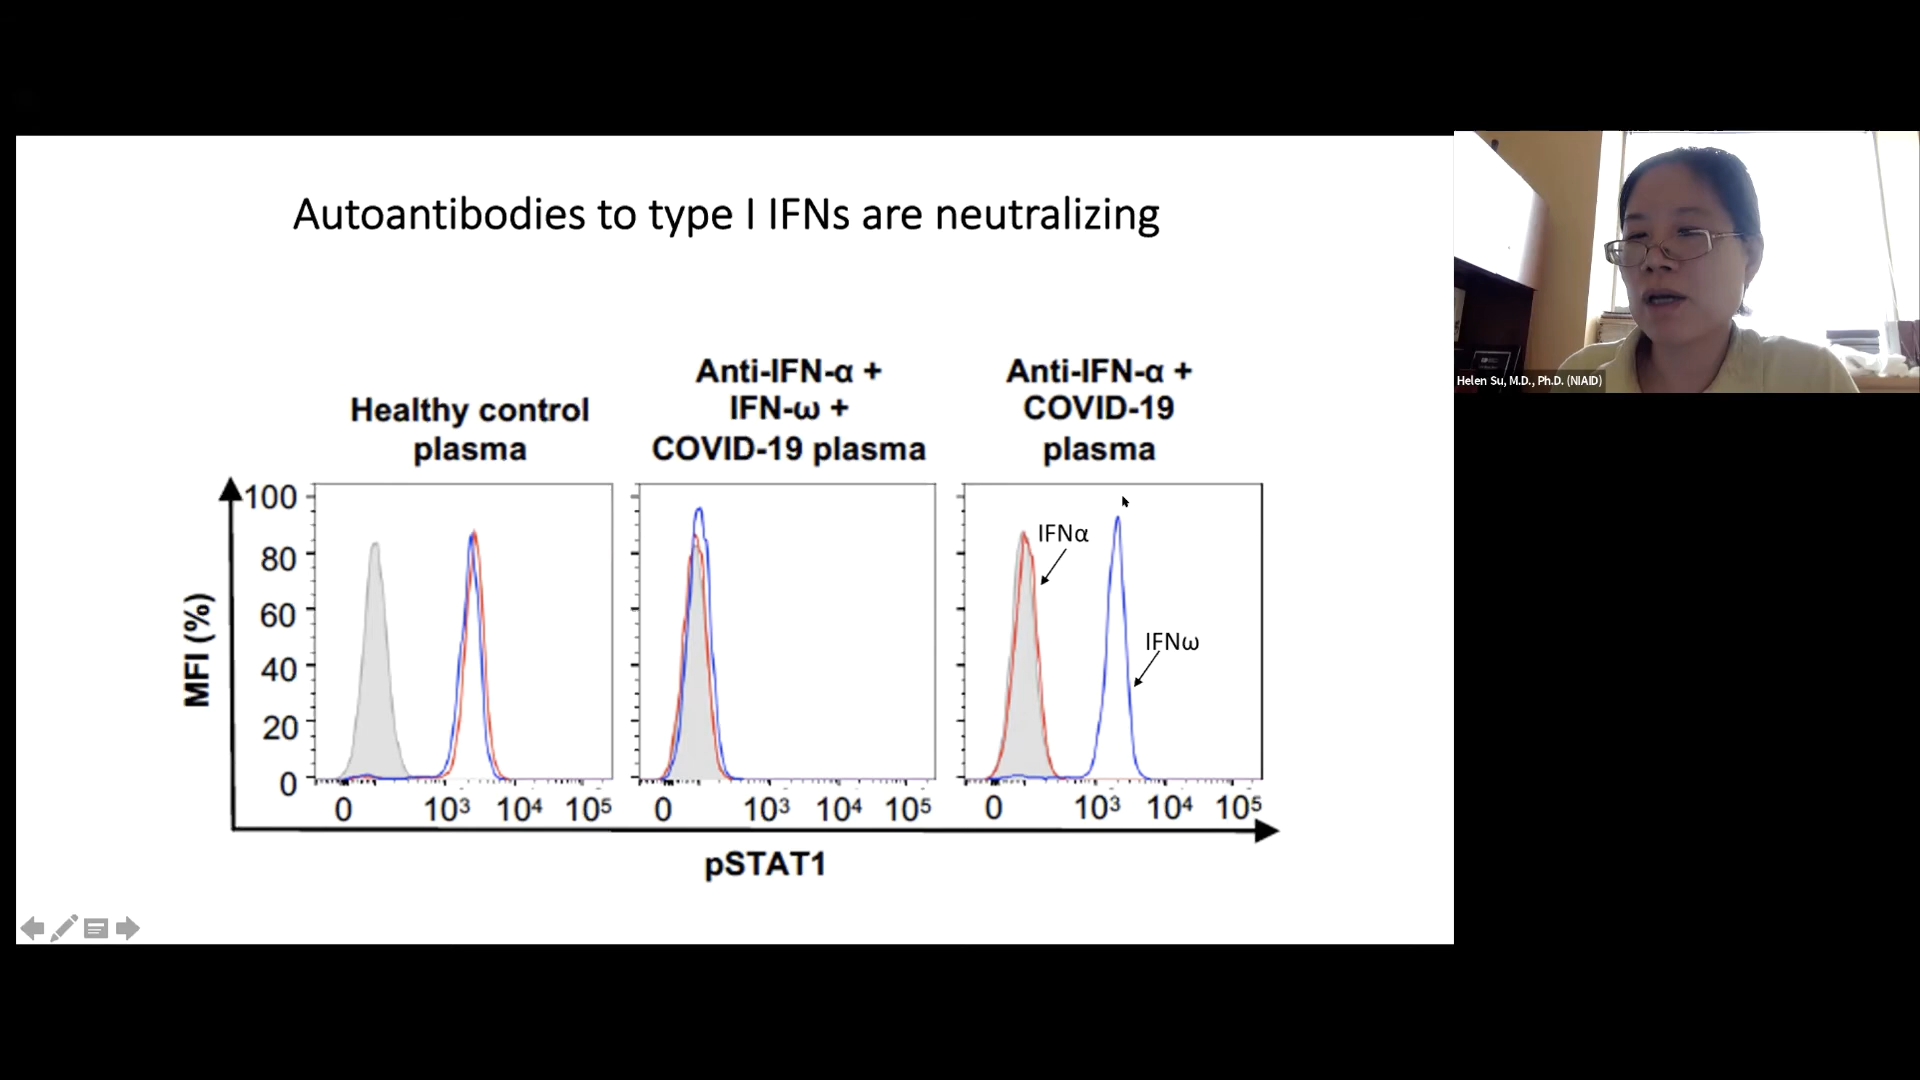 Autoantibodies to type I IFNs are neutralizing
Healthy control
plasma
Anti-IFN-α +
IFN-ω +
COVID-19 plasma
Anti-IFN-α +
COVID-19
plasma
MFI (%)
100
80
60
40
20
0
IFNα
IFNω
0 10³ 10⁴ 10⁵
0 10³ 10⁴ 10⁵
0 10³ 10⁴ 10⁵
pSTAT1
Helen Su, M.D., Ph.D. (NIAID)